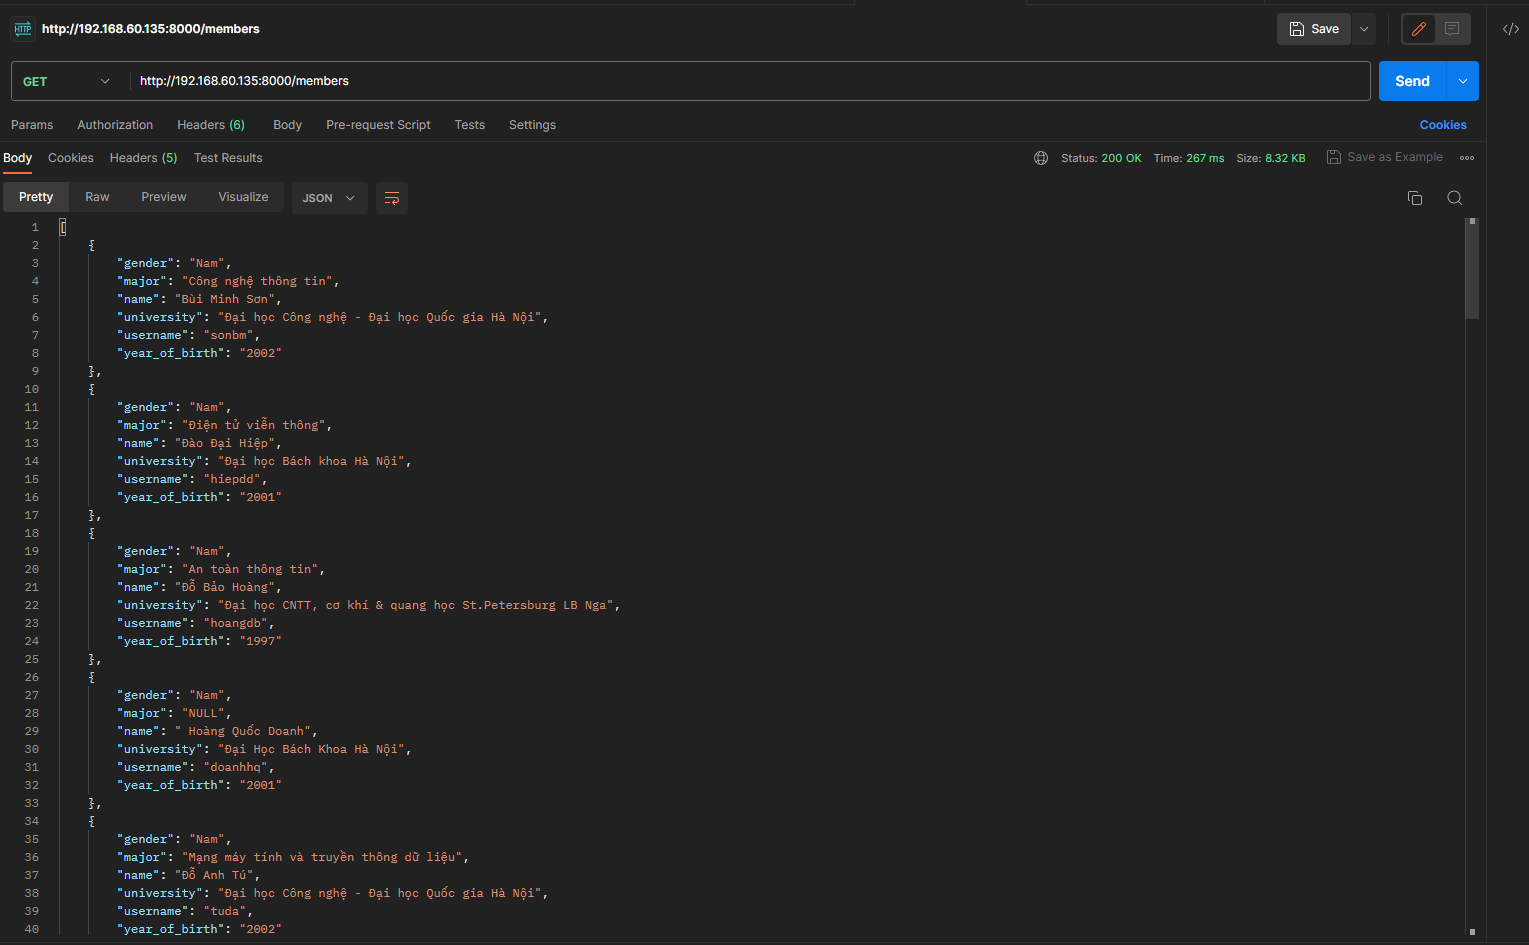 HTTP http://192.168.60.135:8000/members Save
GET http://192.168.60.135:8000/members Send
Params Authorization Headers (6) Body Pre-request Script Tests Settings Cookies
Body Cookies Headers (5) Test Results Status: 200 OK Time: 267 ms Size: 8.32 KB Save as Example
Pretty Raw Preview Visualize JSON
1 [
2 {
3 "gender": "Nam",
4 "major": "Công nghệ thông tin",
5 "name": "Bùi Minh Sơn",
6 "university": "Đại học Công nghệ - Đại học Quốc gia Hà Nội",
7 "username": "sonbm",
8 "year_of_birth": "2002"
9 },
10 {
11 "gender": "Nam",
12 "major": "Điện tử viễn thông",
13 "name": "Đào Đại Hiệp",
14 "university": "Đại học Bách khoa Hà Nội",
15 "username": "hiepdd",
16 "year_of_birth": "2001"
17 },
18 {
19 "gender": "Nam",
20 "major": "An toàn thông tin",
21 "name": "Đỗ Bảo Hoàng",
22 "university": "Đại học CNTT, cơ khí & quang học St.Petersburg LB Nga",
23 "username": "hoangdb",
24 "year_of_birth": "1997"
25 },
26 {
27 "gender": "Nam",
28 "major": "NULL",
29 "name": " Hoàng Quốc Doanh",
30 "university": "Đại Học Bách Khoa Hà Nội",
31 "username": "doanhhq",
32 "year_of_birth": "2001"
33 },
34 {
35 "gender": "Nam",
36 "major": "Mạng máy tính và truyền thông dữ liệu",
37 "name": "Đỗ Anh Tú",
38 "university": "Đại học Công nghệ - Đại học Quốc gia Hà Nội",
39 "username": "tuda",
40 "year_of_birth": "2002"